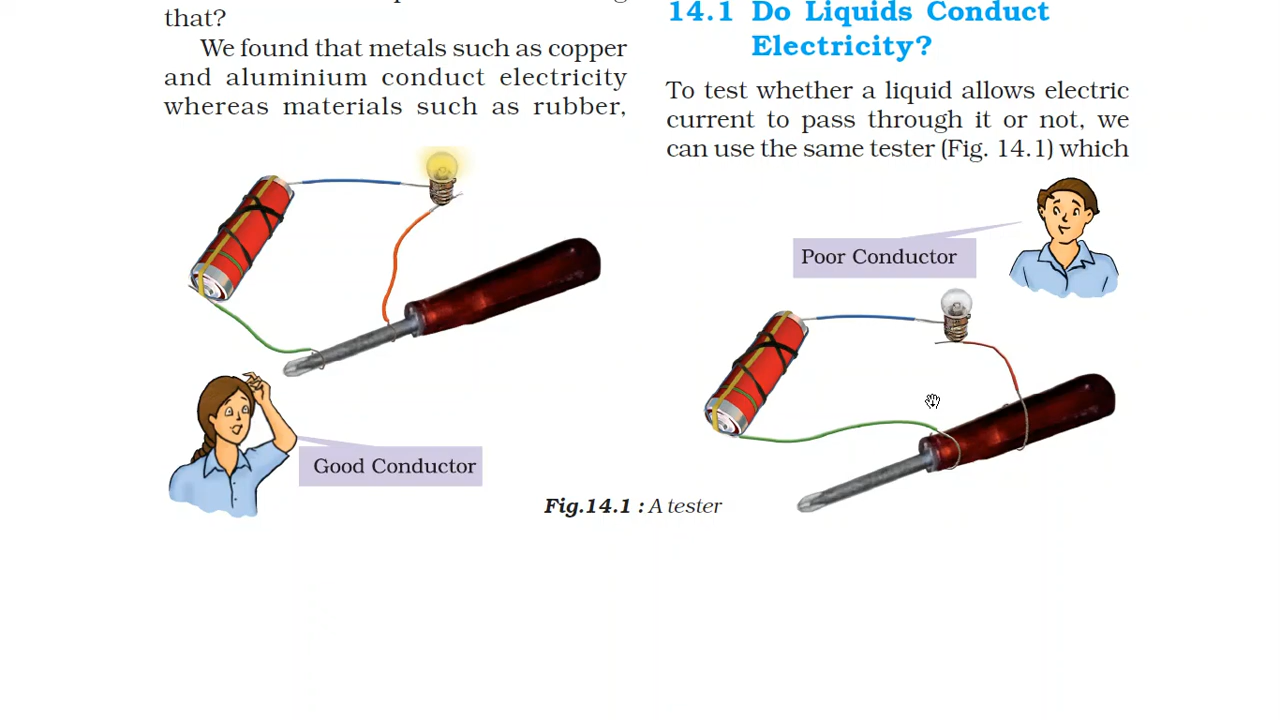 that?
We found that metals such as copper
and aluminium conduct electricity
whereas materials such as rubber,
Good Conductor
14.1 Do Liquids Conduct
Electricity?
To test whether a liquid allows electric
current to pass through it or not, we
can use the same tester (Fig. 14.1) which
Poor Conductor
Fig.14.1 : A tester